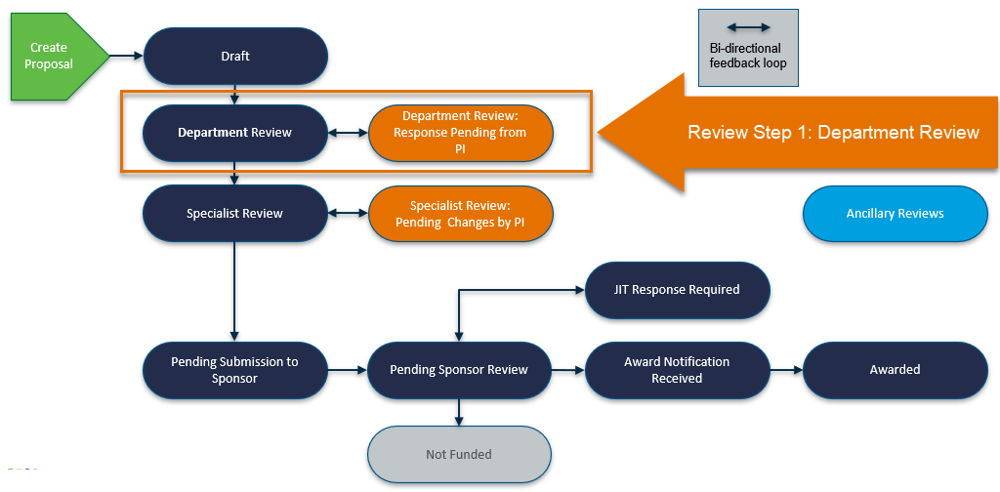 Create
Proposal
Draft
Bi-directional
feedback loop
Department Review
Department Review:
Response Pending from
PI
Review Step 1: Department Review
Specialist Review
Specialist Review:
Pending Changes by PI
Ancillary Reviews
JIT Response Required
Pending Submission to
Sponsor
Pending Sponsor Review
Award Notification
Received
Awarded
Not Funded